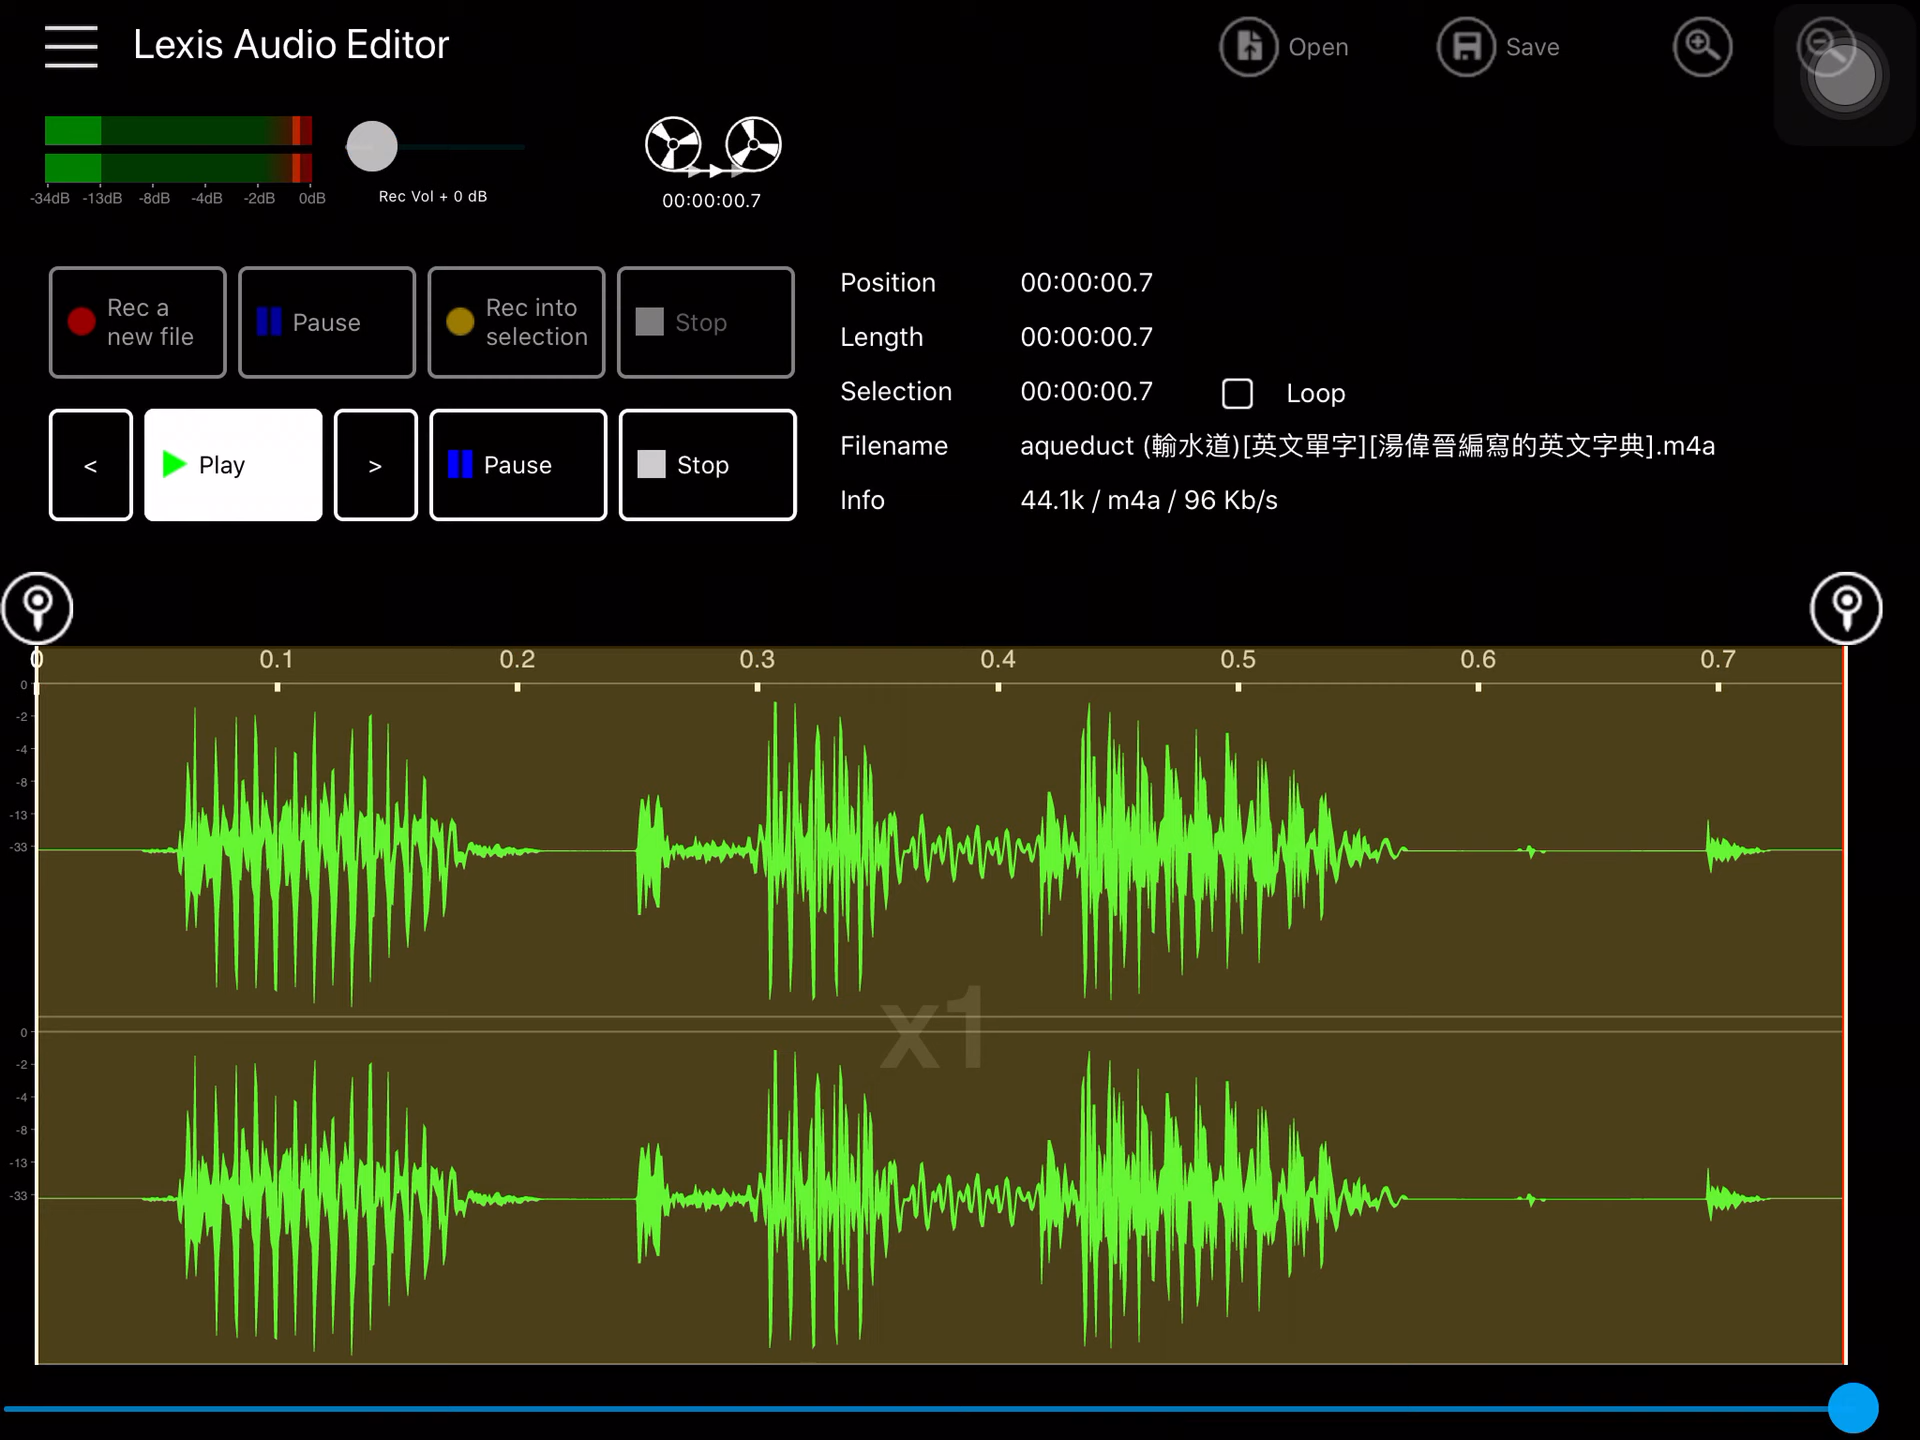 Lexis Audio Editor
Open
Save
-34dB -13dB -8dB -4dB -2dB 0dB
Rec Vol + 0 dB
00:00:00.7
Rec a
new file
Pause
Rec into
selection
Stop
<
Play
>
Pause
Stop
Position 00:00:00.7
Length 00:00:00.7
Selection 00:00:00.7 Loop
Filename aqueduct (輸水道)[英文單字][湯偉晉編寫的英文字典].m4a
Info 44.1k / m4a / 96 Kb/s
0 0.1 0.2 0.3 0.4 0.5 0.6 0.7
0
-2
-4
-8
-13
-33
x1
0
-2
-4
-8
-13
-33